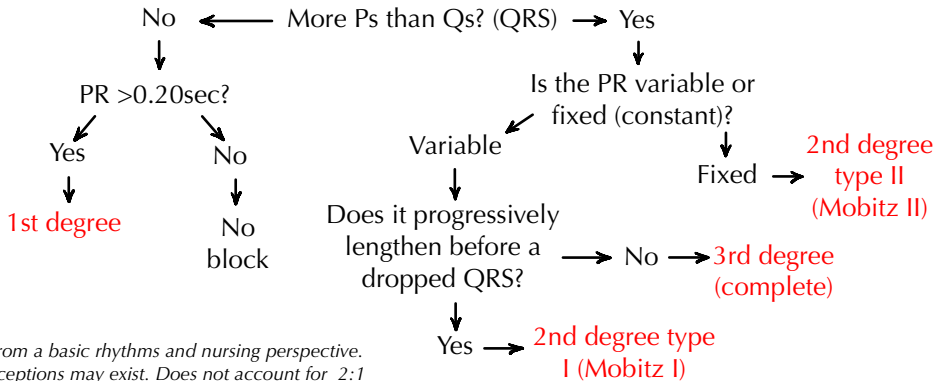 No
More Ps than Qs? (QRS)
Yes
PR >0.20sec?
Is the PR variable or
fixed (constant)?
Yes
No
Variable
Fixed
2nd degree
type II
(Mobitz II)
1st degree
No
block
Does it progressively
lengthen before a
dropped QRS?
No
3rd degree
(complete)
Yes
2nd degree type
I (Mobitz I)
from a basic rhythms and nursing perspective.
ceptions may exist. Does not account for 2:1